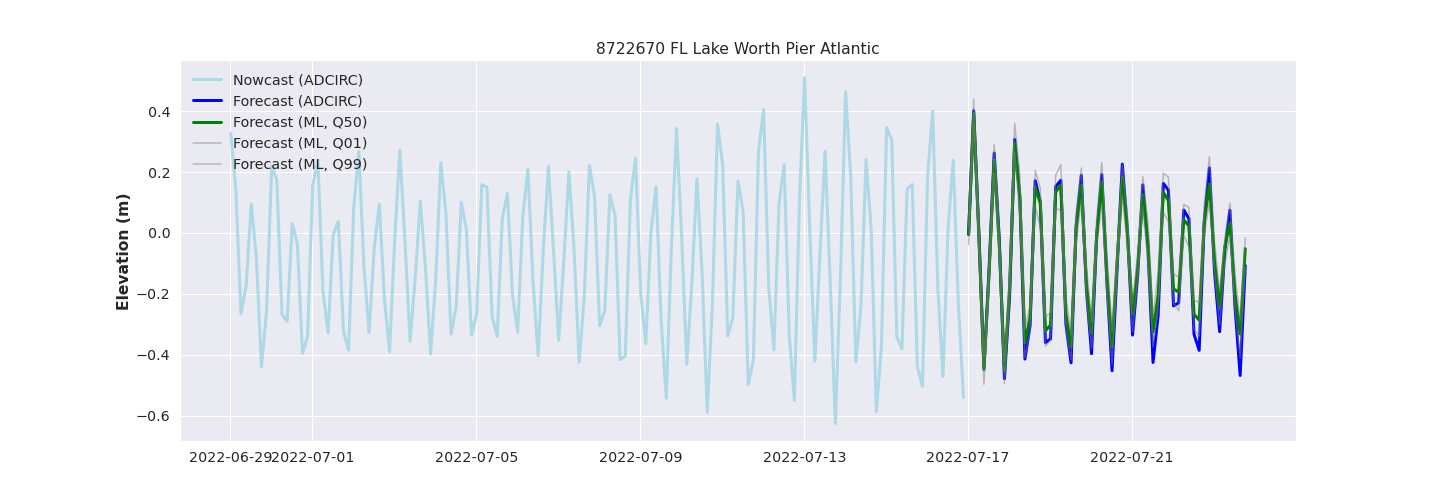 8722670 FL Lake Worth Pier Atlantic
Nowcast (ADCIRC)
Forecast (ADCIRC)
Forecast (ML, Q50)
Forecast (ML, Q01)
Forecast (ML, Q99)
Elevation (m)
0.4
0.2
0.0
−0.2
−0.4
−0.6
2022-06-29 2022-07-01 2022-07-05 2022-07-09 2022-07-13 2022-07-17 2022-07-21